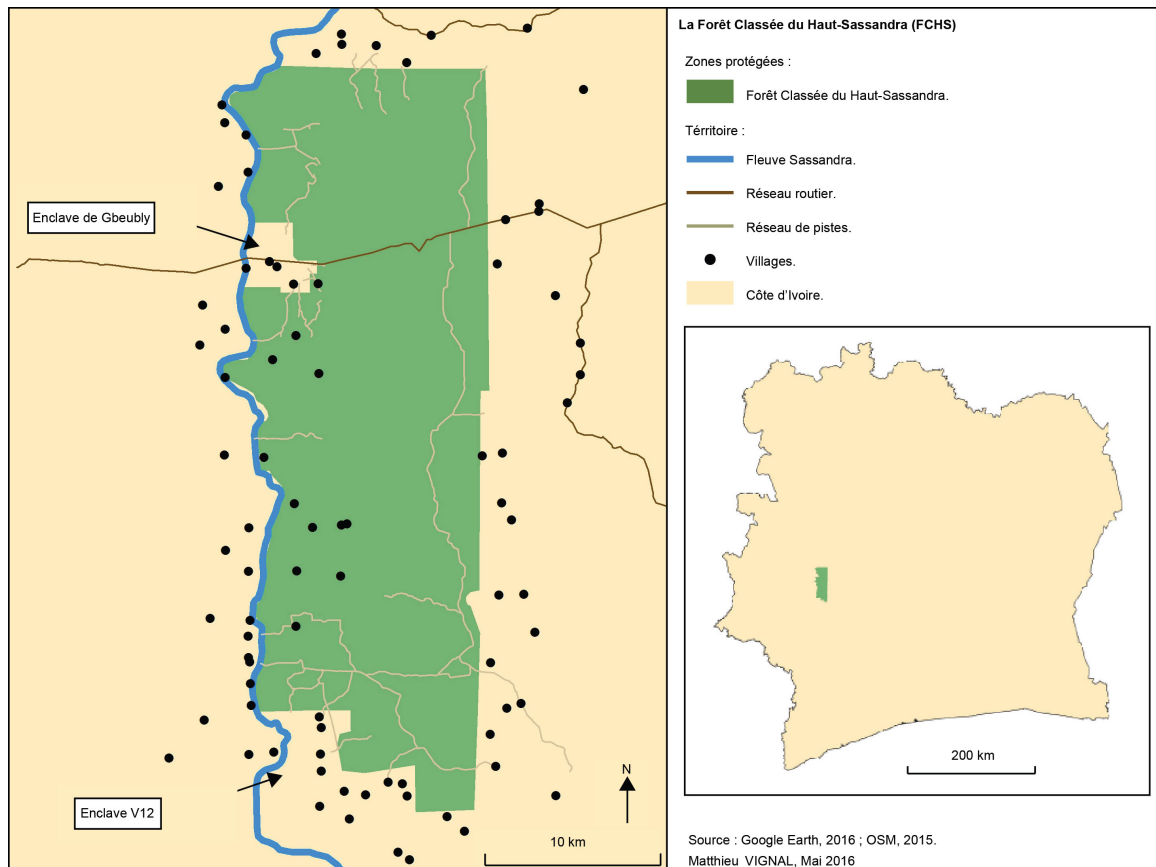 La Forêt Classée du Haut-Sassandra (FCHS)
Zones protégées :
Forêt Classée du Haut-Sassandra.
Térritoire :
Fleuve Sassandra.
Réseau routier.
Réseau de pistes.
Villages.
Côte d'Ivoire.
Enclave de Gbeubly
Enclave V12
N
10 km
200 km
Source : Google Earth, 2016 ; OSM, 2015.
Matthieu VIGNAL, Mai 2016